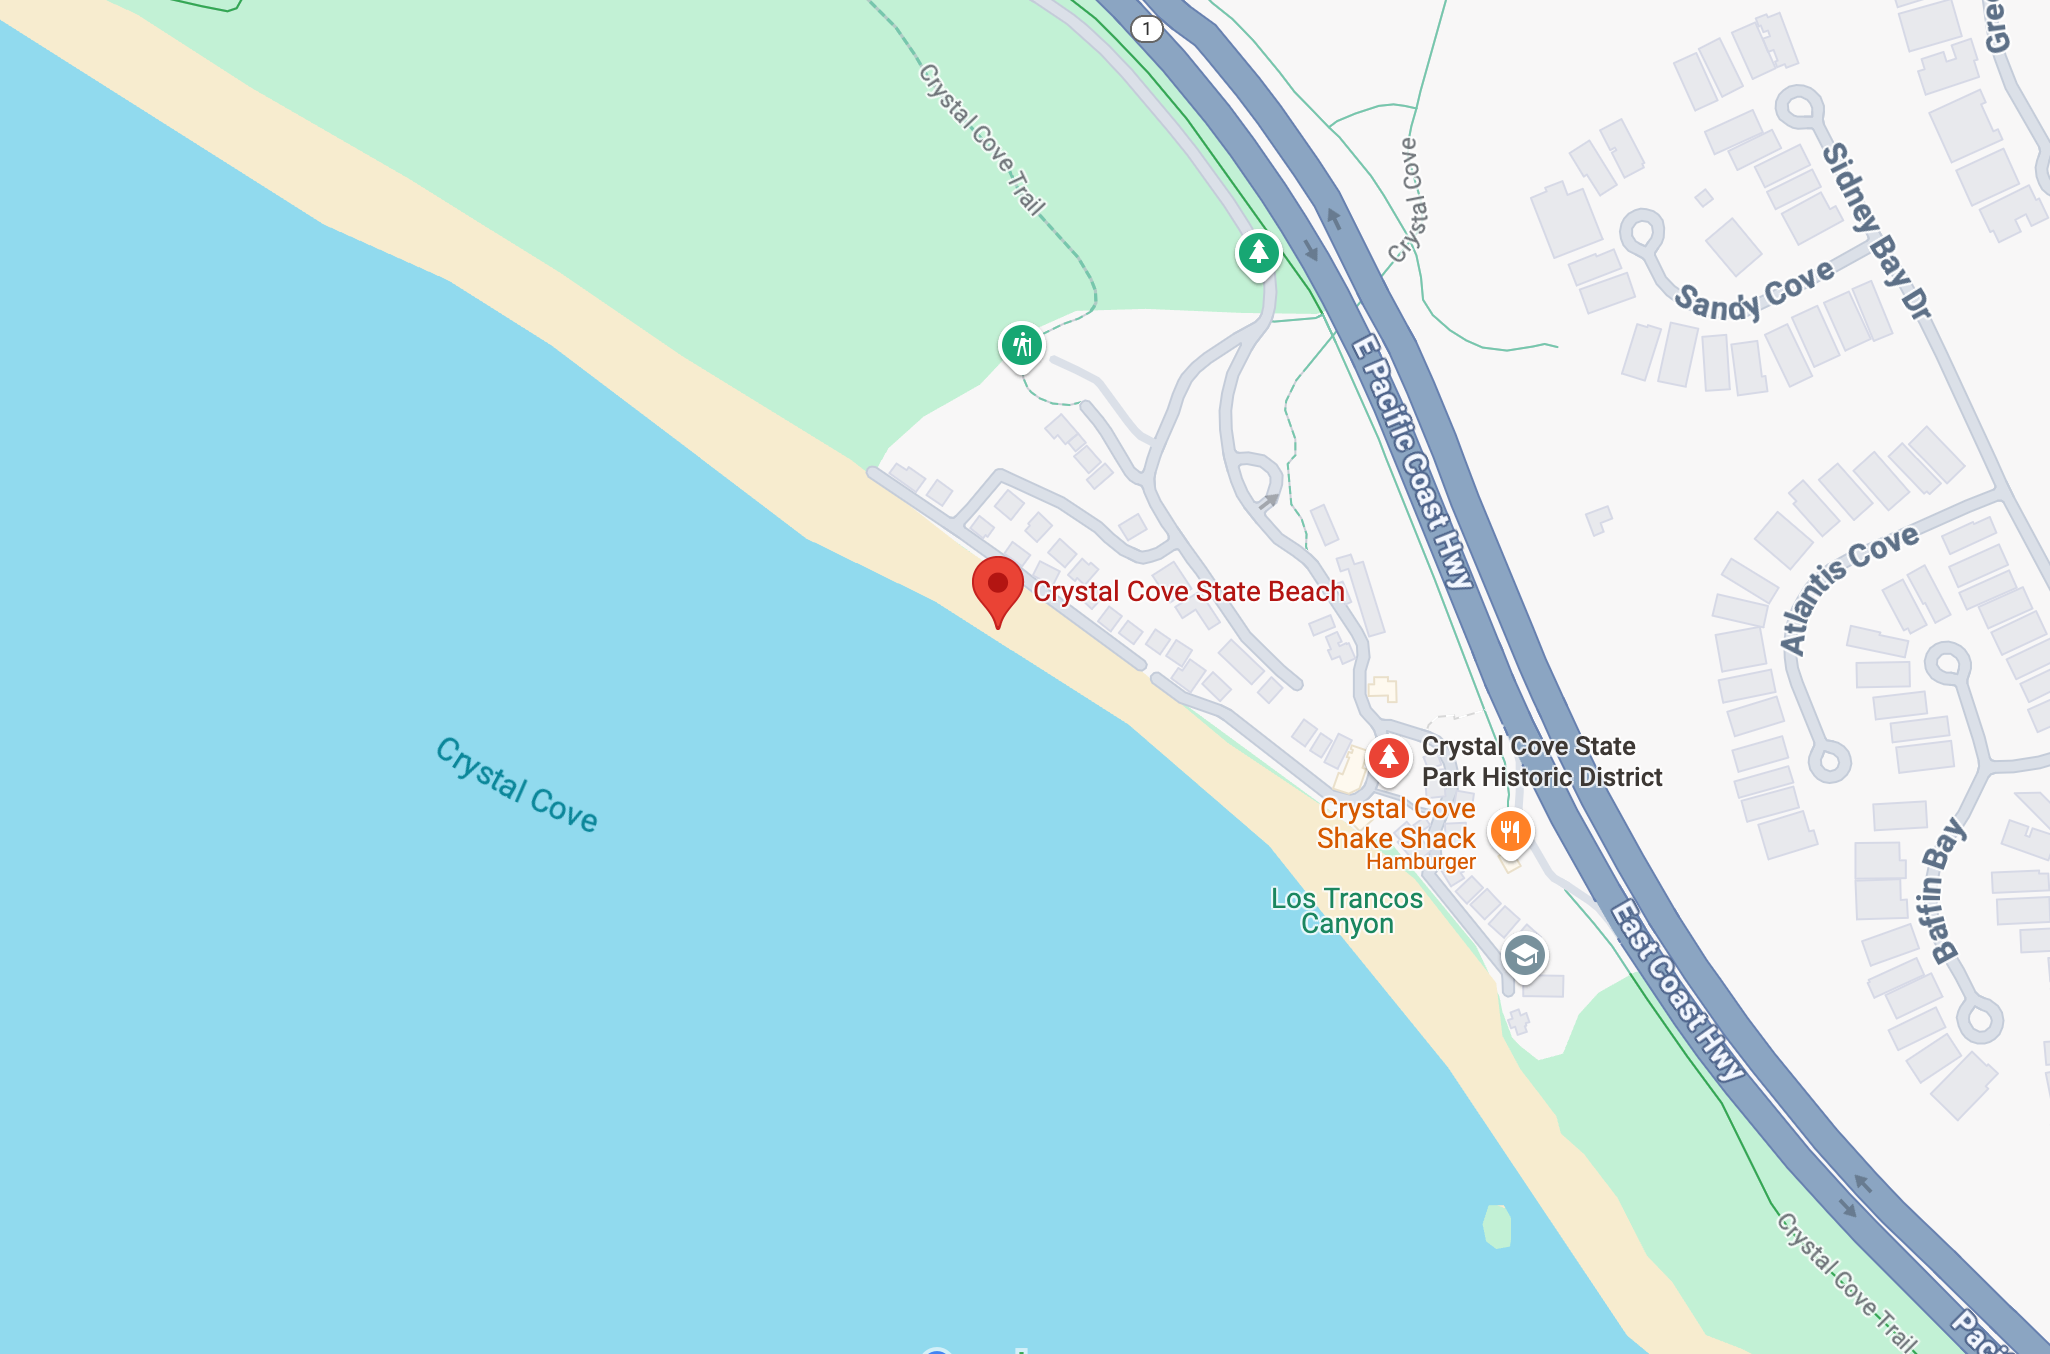 1
Gre
Crystal Cove Trail
Crystal Cove
Sidney Bay Dr
Sandy Cove
E Pacific Coast Hwy
Atlantis Cove
Crystal Cove State Beach
Crystal Cove
Crystal Cove State
Park Historic District
Crystal Cove
Shake Shack
Hamburger
Los Trancos
Canyon
Baffin Bay
East Coast Hwy
Crystal Cove Trail
Pacif